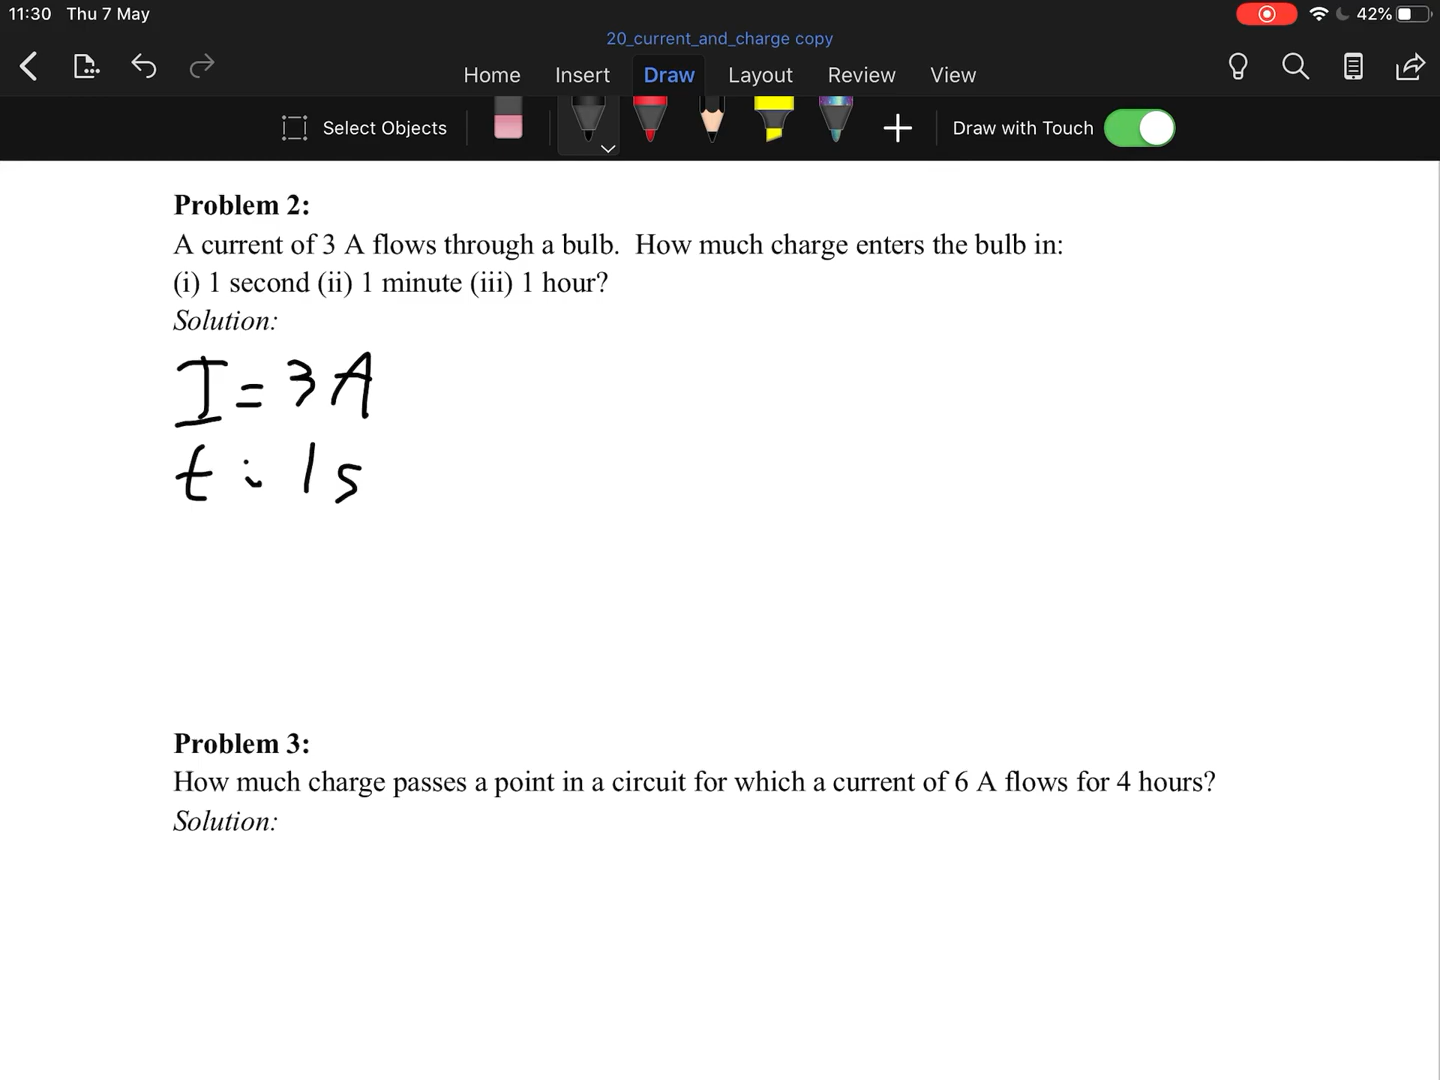 11:30 Thu 7 May 42%
20_current_and_charge copy
Home Insert Draw Layout Review View
Select Objects Draw with Touch
Problem 2:
A current of 3 A flows through a bulb. How much charge enters the bulb in:
(i) 1 second (ii) 1 minute (iii) 1 hour?
Solution:
I = 3 A
t = 1 s
Problem 3:
How much charge passes a point in a circuit for which a current of 6 A flows for 4 hours?
Solution: